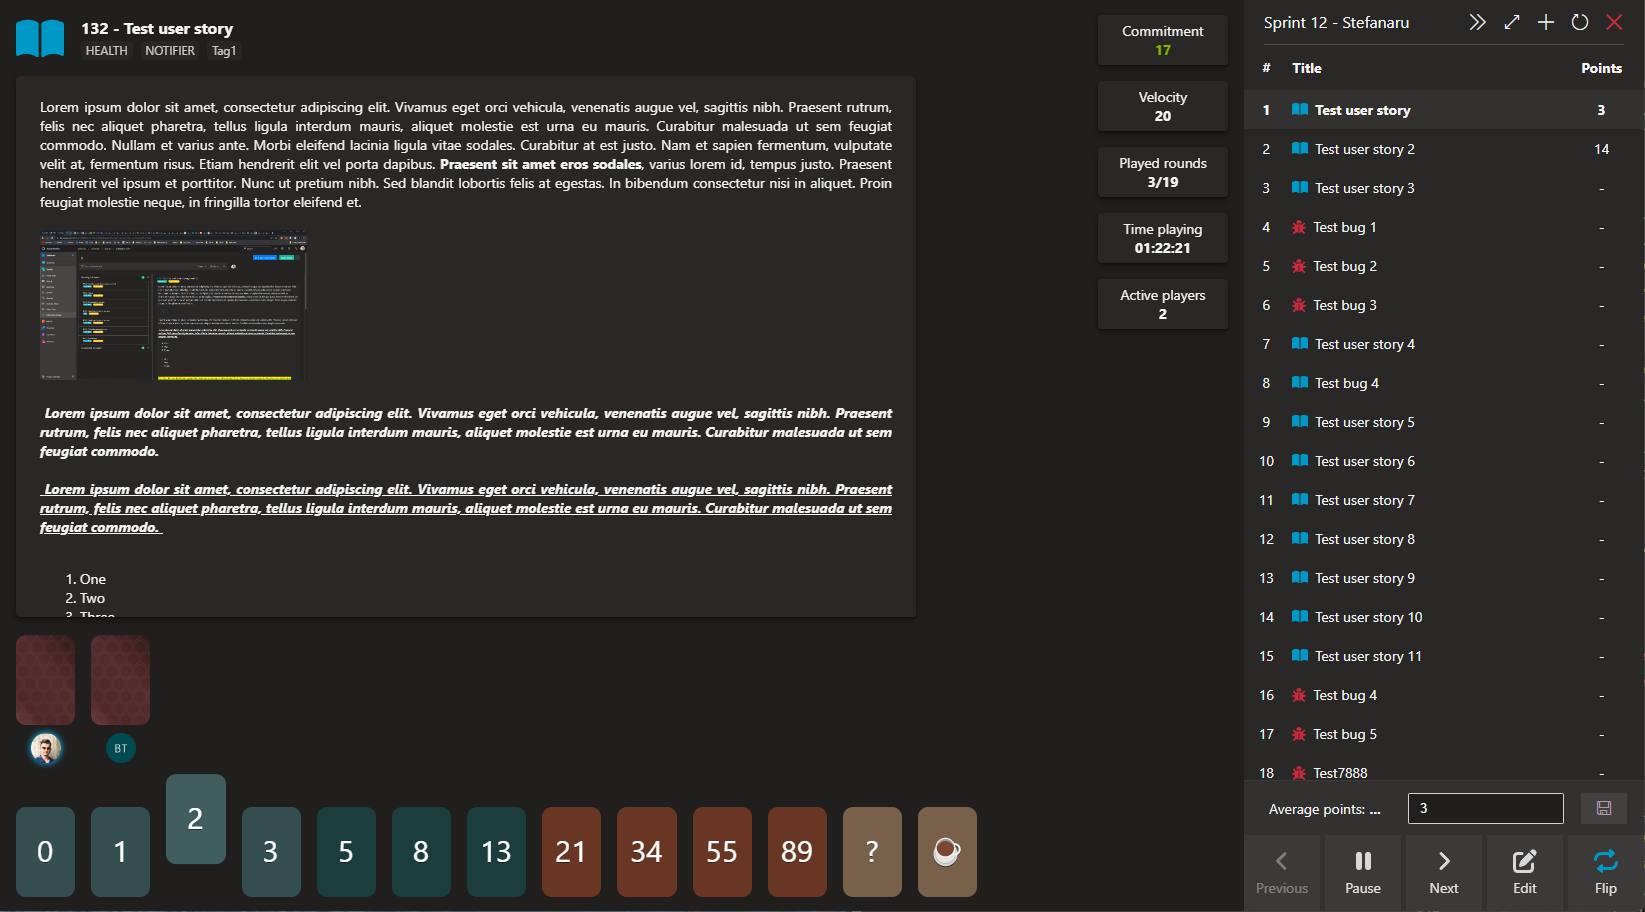 132 - Test user story
HEALTH NOTIFIER Tag1
Lorem ipsum dolor sit amet, consectetur adipiscing elit. Vivamus eget orci vehicula, venenatis augue vel, sagittis nibh. Praesent rutrum,
felis nec aliquet pharetra, tellus ligula interdum mauris, aliquet molestie est urna eu mauris. Curabitur malesuada ut sem feugiat
commodo. Nullam et varius ante. Morbi eleifend lacinia ligula vitae sodales. Curabitur at est justo. Nam et sapien fermentum, vulputate
velit at, fermentum risus. Etiam hendrerit elit vel porta dapibus. Praesent sit amet eros sodales, varius lorem id, tempus justo. Praesent
hendrerit vel ipsum et porttitor. Nunc ut pretium nibh. Sed blandit lobortis felis at egestas. In bibendum consectetur nisi in aliquet. Proin
feugiat molestie neque, in fringilla tortor eleifend et.
Lorem ipsum dolor sit amet, consectetur adipiscing elit. Vivamus eget orci vehicula, venenatis augue vel, sagittis nibh. Praesent
rutrum, felis nec aliquet pharetra, tellus ligula interdum mauris, aliquet molestie est urna eu mauris. Curabitur malesuada ut sem
feugiat commodo.
Lorem ipsum dolor sit amet, consectetur adipiscing elit. Vivamus eget orci vehicula, venenatis augue vel, sagittis nibh. Praesent
rutrum, felis nec aliquet pharetra, tellus ligula interdum mauris, aliquet molestie est urna eu mauris. Curabitur malesuada ut sem
feugiat commodo.
1. One
2. Two
3. Three
BT
0 1 2 3 5 8 13 21 34 55 89 ?
Commitment
17
Velocity
20
Played rounds
3/19
Time playing
01:22:21
Active players
2
Sprint 12 - Stefanaru
# Title Points
1 Test user story 3
2 Test user story 2 14
3 Test user story 3 -
4 Test bug 1 -
5 Test bug 2 -
6 Test bug 3 -
7 Test user story 4 -
8 Test bug 4 -
9 Test user story 5 -
10 Test user story 6 -
11 Test user story 7 -
12 Test user story 8 -
13 Test user story 9 -
14 Test user story 10 -
15 Test user story 11 -
16 Test bug 4 -
17 Test bug 5 -
18 Test7888 -
Average points: ... 3
Previous Pause Next Edit Flip